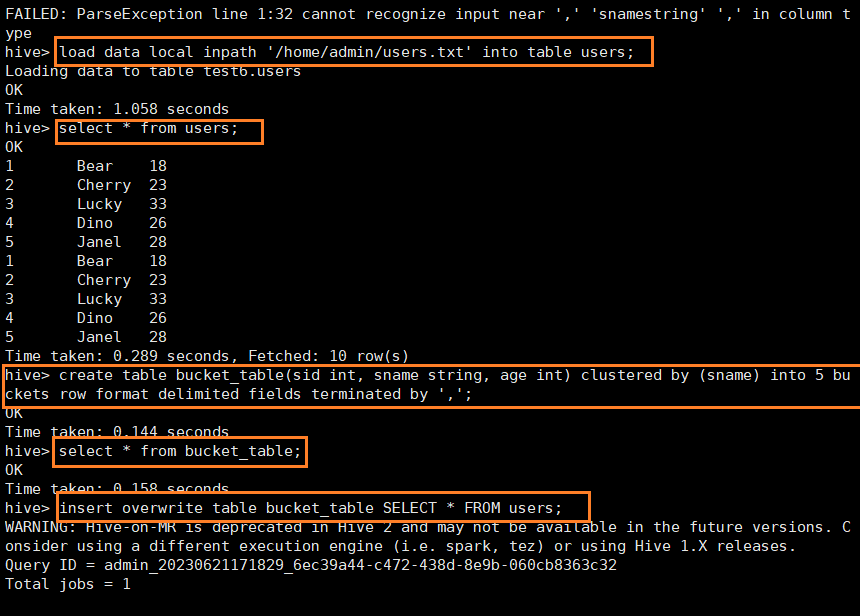 FAILED: ParseException line 1:32 cannot recognize input near ',' 'snamestring' ',' in column t
ype
hive> load data local inpath '/home/admin/users.txt' into table users;
Loading data to table test6.users
OK
Time taken: 1.058 seconds
hive> select * from users;
OK
1       Bear    18
2       Cherry  23
3       Lucky   33
4       Dino    26
5       Janel   28
1       Bear    18
2       Cherry  23
3       Lucky   33
4       Dino    26
5       Janel   28
Time taken: 0.289 seconds, Fetched: 10 row(s)
hive> create table bucket_table(sid int, sname string, age int) clustered by (sname) into 5 bu
ckets row format delimited fields terminated by ',';
OK
Time taken: 0.144 seconds
hive> select * from bucket_table;
OK
Time taken: 0.158 seconds
hive> insert overwrite table bucket_table SELECT * FROM users;
WARNING: Hive-on-MR is deprecated in Hive 2 and may not be available in the future versions. C
onsider using a different execution engine (i.e. spark, tez) or using Hive 1.X releases.
Query ID = admin_20230621171829_6ec39a44-c472-438d-8e9b-060cb8363c32
Total jobs = 1